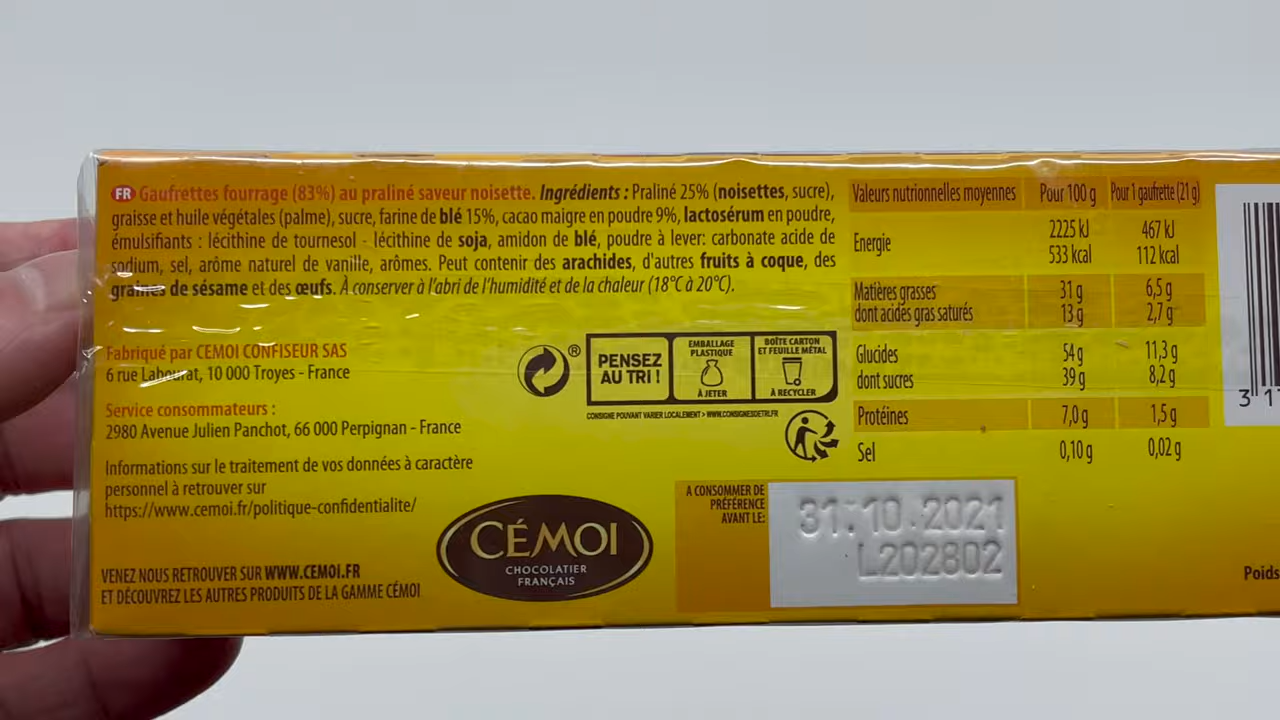 FR Gaufrettes fourrage (83%) au praliné saveur noisette. Ingrédients : Praliné 25% (noisettes, sucre),
graisse et huile végétales (palme), sucre, farine de blé 15%, cacao maigre en poudre 9%, lactosérum en poudre,
émulsifiants : lécithine de tournesol - lécithine de soja, amidon de blé, poudre à lever: carbonate acide de
sodium, sel, arôme naturel de vanille, arômes. Peut contenir des arachides, d'autres fruits à coque, des
graines de sésame et des œufs. À conserver à l'abri de l'humidité et de la chaleur (18°C à 20°C).
Fabriqué par CEMOI CONFISEUR SAS
6 rue Labourat, 10 000 Troyes - France
Service consommateurs :
2980 Avenue Julien Panchot, 66 000 Perpignan - France
Informations sur le traitement de vos données à caractère
personnel à retrouver sur
https://www.cemoi.fr/politique-confidentialite/
VENEZ NOUS RETROUVER SUR WWW.CEMOI.FR
ET DÉCOUVREZ LES AUTRES PRODUITS DE LA GAMME CÉMOI
®
PENSEZ
AU TRI !
EMBALLAGE
PLASTIQUE
À JETER
BOÎTE CARTON
ET FEUILLE MÉTAL
À RECYCLER
CONSIGNE POUVANT VARIER LOCALEMENT > WWW.CONSIGNESDETRI.FR
CÉMOI
CHOCOLATIER
FRANÇAIS
Valeurs nutritionnelles moyennes Pour 100 g Pour 1 gaufrette (21 g)
Energie 2225 kJ 467 kJ
533 kcal 112 kcal
Matières grasses 31 g 6,5 g
dont acides gras saturés 13 g 2,7 g
Glucides 54 g 11,3 g
dont sucres 39 g 8,2 g
Protéines 7,0 g 1,5 g
Sel 0,10 g 0,02 g
A CONSOMMER DE
PRÉFÉRENCE
AVANT LE:
31.10.2021
L202802
3 1
Poids